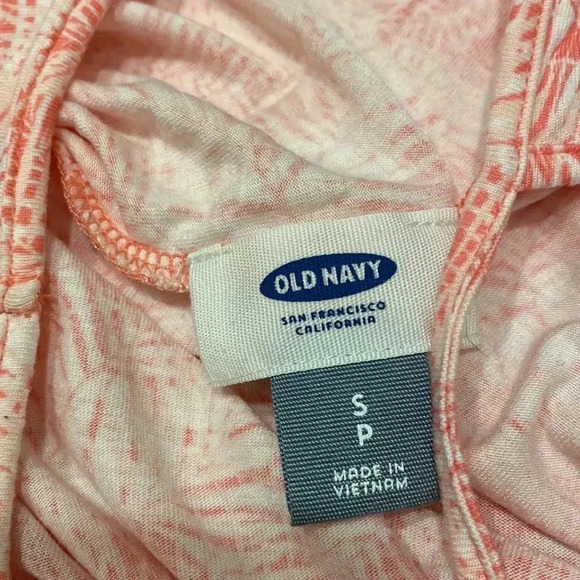 OLD NAVY
SAN FRANCISCO
CALIFORNIA
S
P
MADE IN
VIETNAM